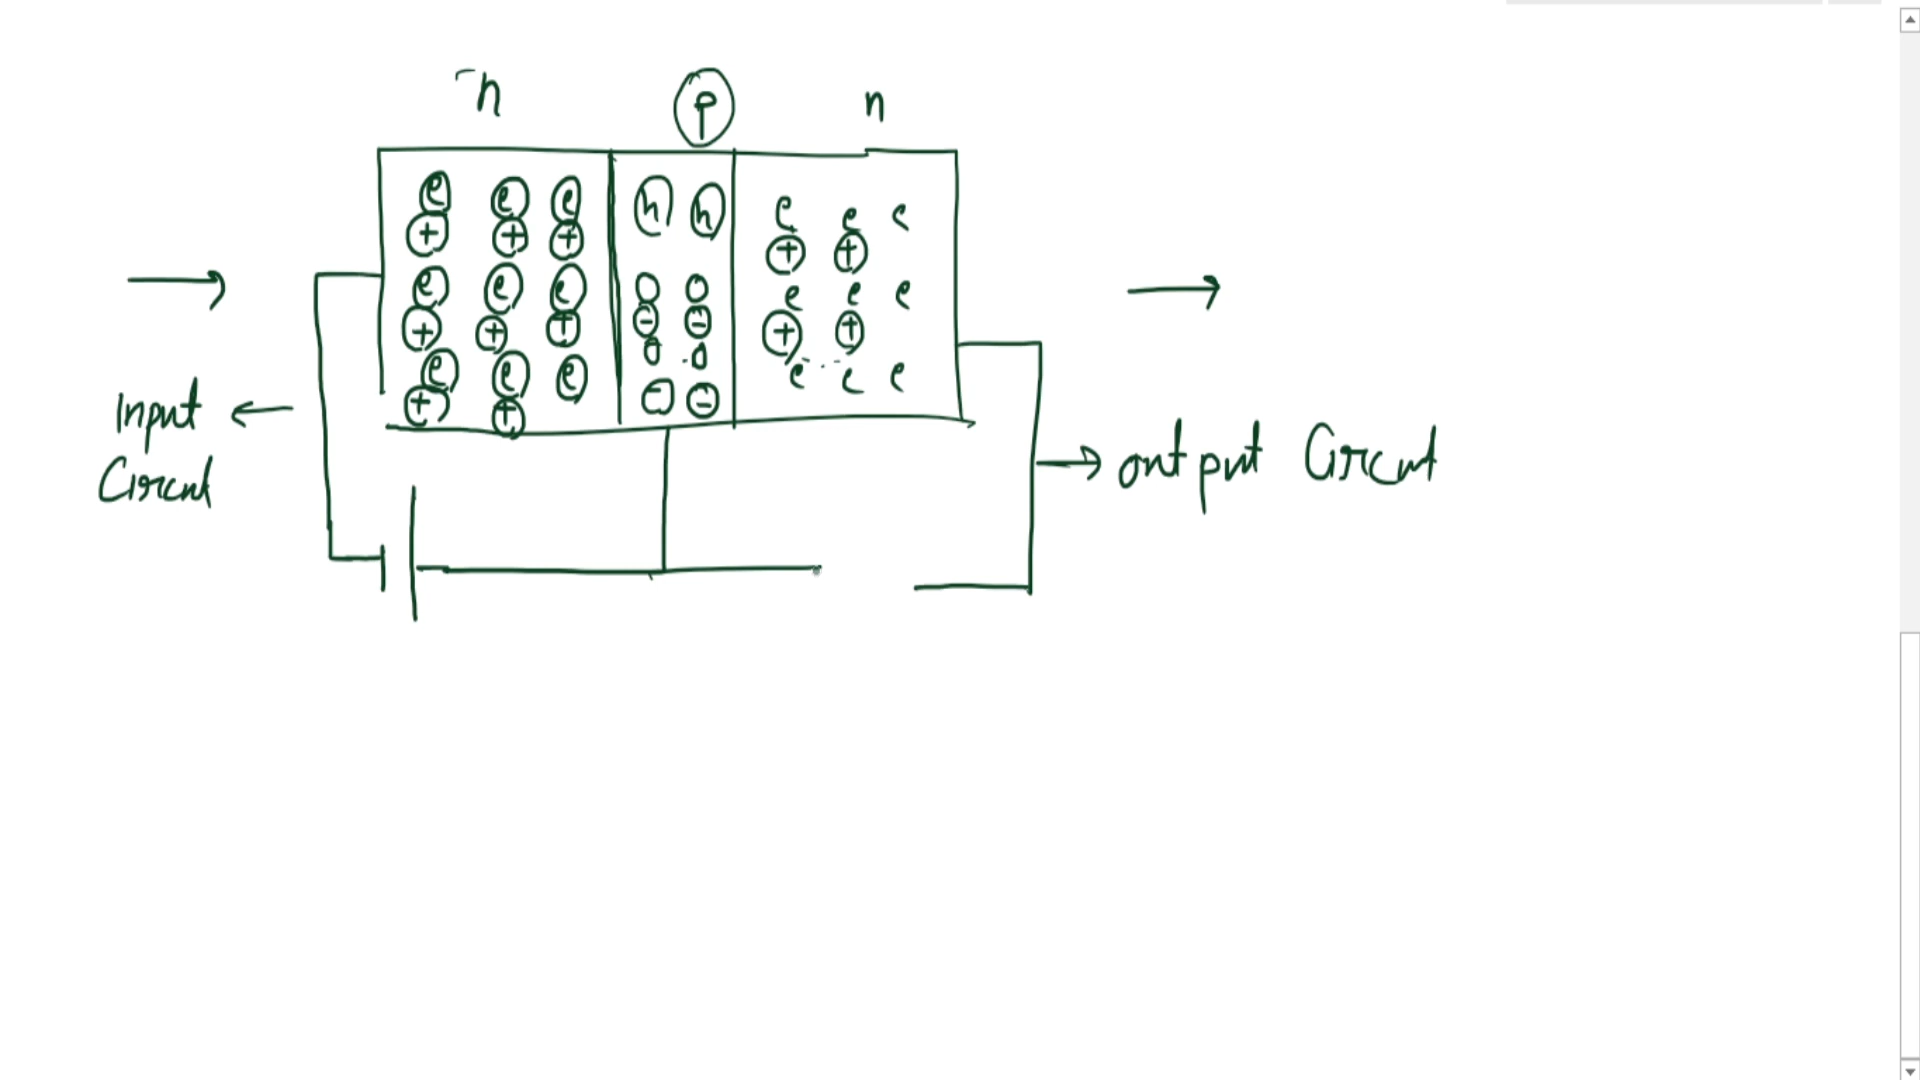 n p n
e e e h h e e e
+ + + + +
e e e o o e e e
+ + + - - + +
e e e o o e e e
+ + - -
Input
Circuit
output Circuit